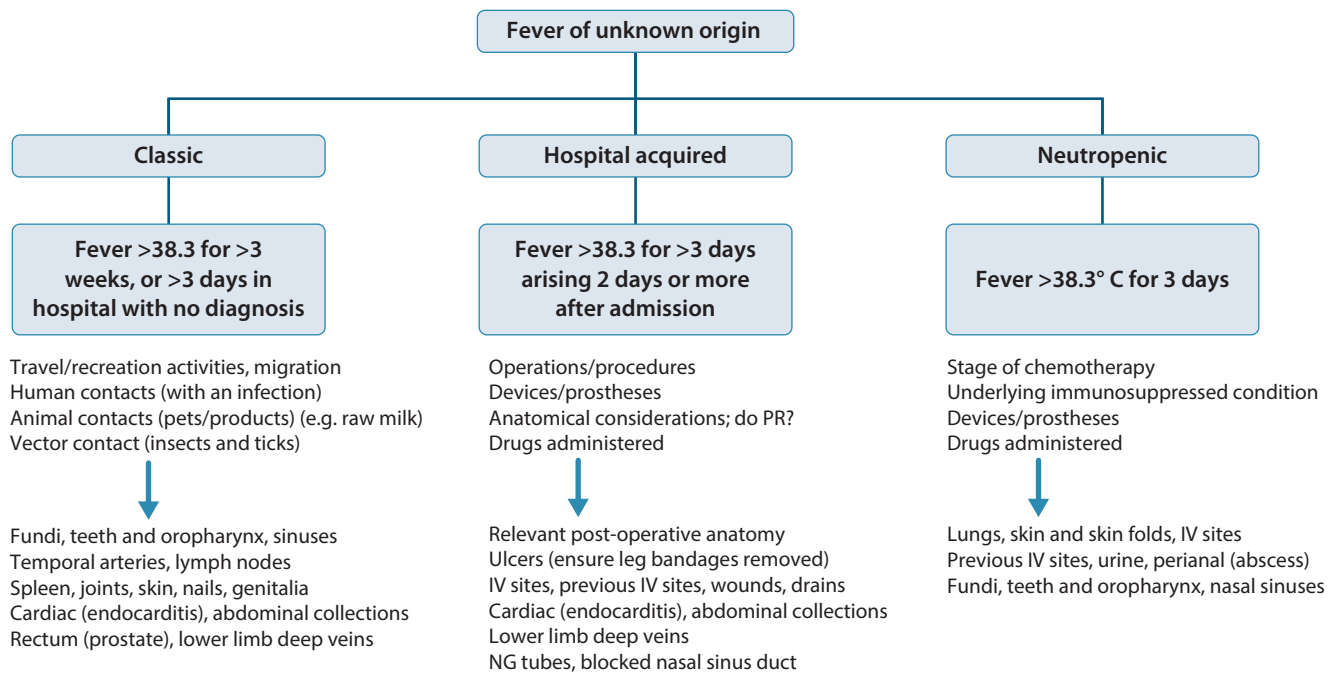 Fever of unknown origin
Classic
Fever >38.3 for >3
weeks, or >3 days in
hospital with no diagnosis
Travel/recreation activities, migration
Human contacts (with an infection)
Animal contacts (pets/products) (e.g. raw milk)
Vector contact (insects and ticks)
Fundi, teeth and oropharynx, sinuses
Temporal arteries, lymph nodes
Spleen, joints, skin, nails, genitalia
Cardiac (endocarditis), abdominal collections
Rectum (prostate), lower limb deep veins
Hospital acquired
Fever >38.3 for >3 days
arising 2 days or more
after admission
Operations/procedures
Devices/prostheses
Anatomical considerations; do PR?
Drugs administered
Relevant post-operative anatomy
Ulcers (ensure leg bandages removed)
IV sites, previous IV sites, wounds, drains
Cardiac (endocarditis), abdominal collections
Lower limb deep veins
NG tubes, blocked nasal sinus duct
Neutropenic
Fever >38.3° C for 3 days
Stage of chemotherapy
Underlying immunosuppressed condition
Devices/prostheses
Drugs administered
Lungs, skin and skin folds, IV sites
Previous IV sites, urine, perianal (abscess)
Fundi, teeth and oropharynx, nasal sinuses